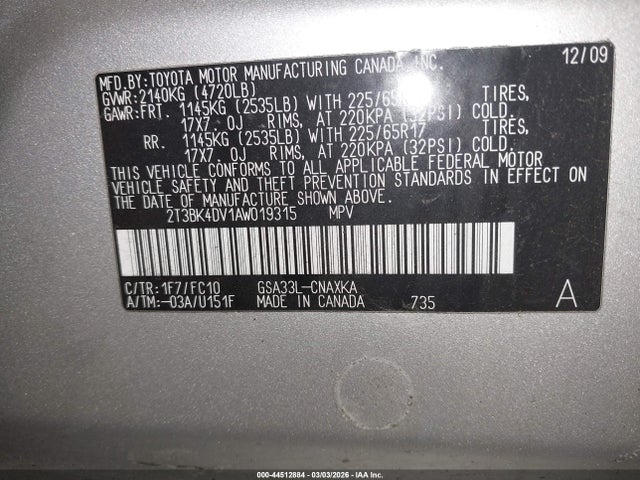 MFD.BY:TOYOTA MOTOR MANUFACTURING CANADA INC. 12/09
GVWR:2140KG (4720LB)
GAWR:FRT. 1145KG (2535LB) WITH 225/65 TIRES,
17X7.0J RIMS, AT 220KPA (32PSI) COLD.
RR. 1145KG (2535LB) WITH 225/65R17 TIRES,
17X7.0J RIMS, AT 220KPA (32PSI) COLD.
THIS VEHICLE CONFORMS TO ALL APPLICABLE FEDERAL MOTOR
VEHICLE SAFETY AND THEFT PREVENTION STANDARDS IN EFFECT ON
THE DATE OF MANUFACTURE SHOWN ABOVE.
2T3BK4DV1AW019315 MPV
C/TR:1F7/FC10 GSA33L-CNAXKA
A/TM:-03A/U151F MADE IN CANADA 735 A
000-44512884 | 03/03/2026 | IAA Inc.